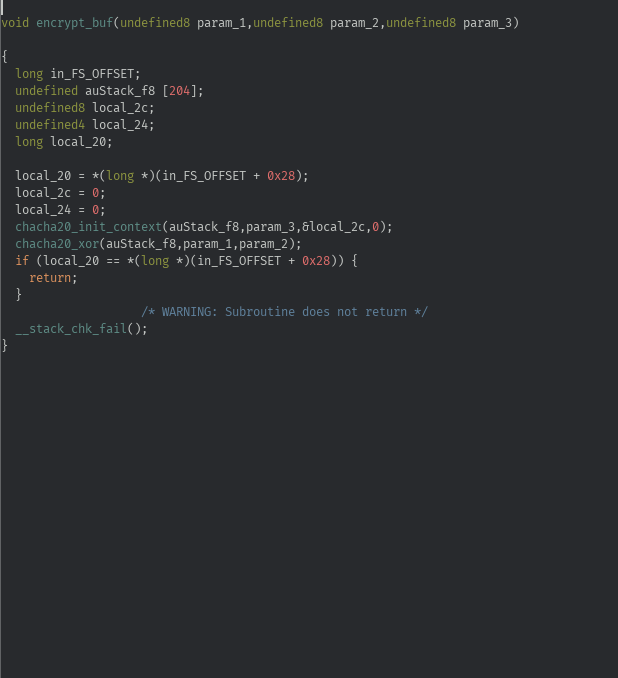 void encrypt_buf(undefined8 param_1,undefined8 param_2,undefined8 param_3)
{
long in_FS_OFFSET;
undefined auStack_f8 [204];
undefined8 local_2c;
undefined4 local_24;
long local_20;
local_20 = *(long *)(in_FS_OFFSET + 0x28);
local_2c = 0;
local_24 = 0;
chacha20_init_context(auStack_f8,param_3,&local_2c,0);
chacha20_xor(auStack_f8,param_1,param_2);
if (local_20 == *(long *)(in_FS_OFFSET + 0x28)) {
return;
}
/* WARNING: Subroutine does not return */
__stack_chk_fail();
}